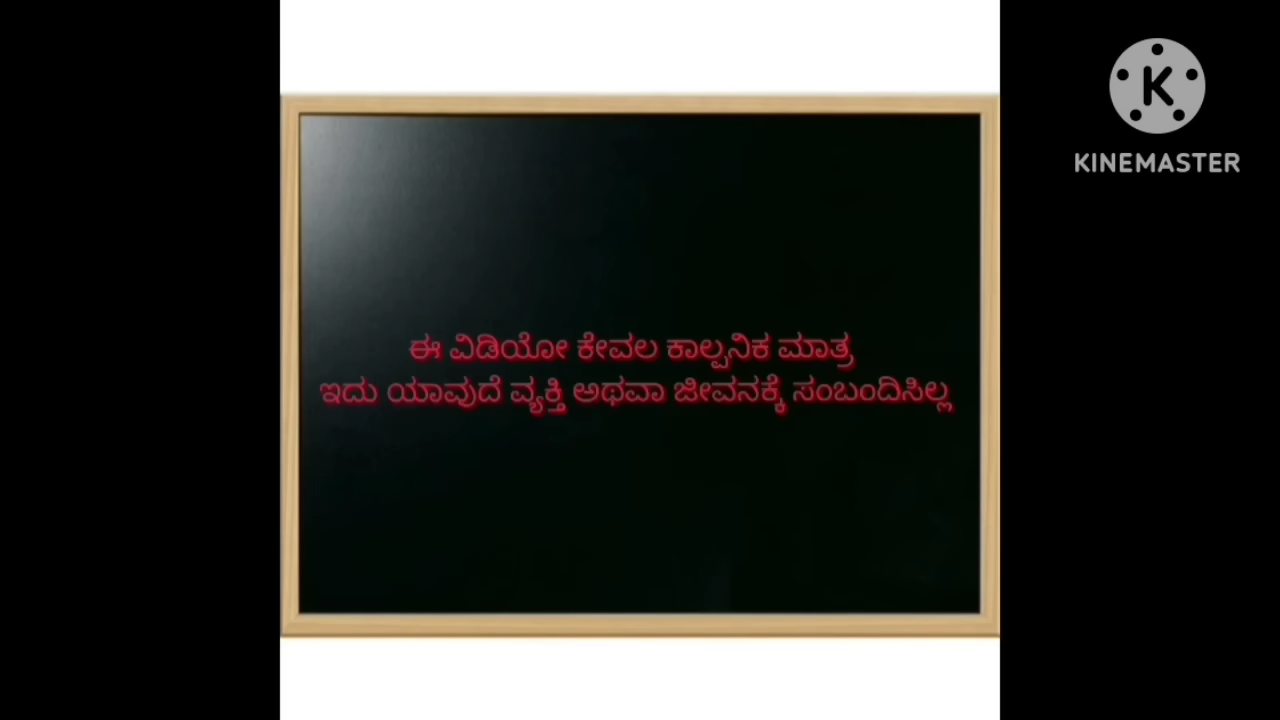 ಈ ವಿಡಿಯೋ ಕೇವಲ ಕಾಲ್ಪನಿಕ ಮಾತ್ರ
ಇದು ಯಾವುದೆ ವ್ಯಕ್ತಿ ಅಥವಾ ಜೀವನಕ್ಕೆ ಸಂಬಂದಿಸಿಲ್ಲ
K
KINEMASTER